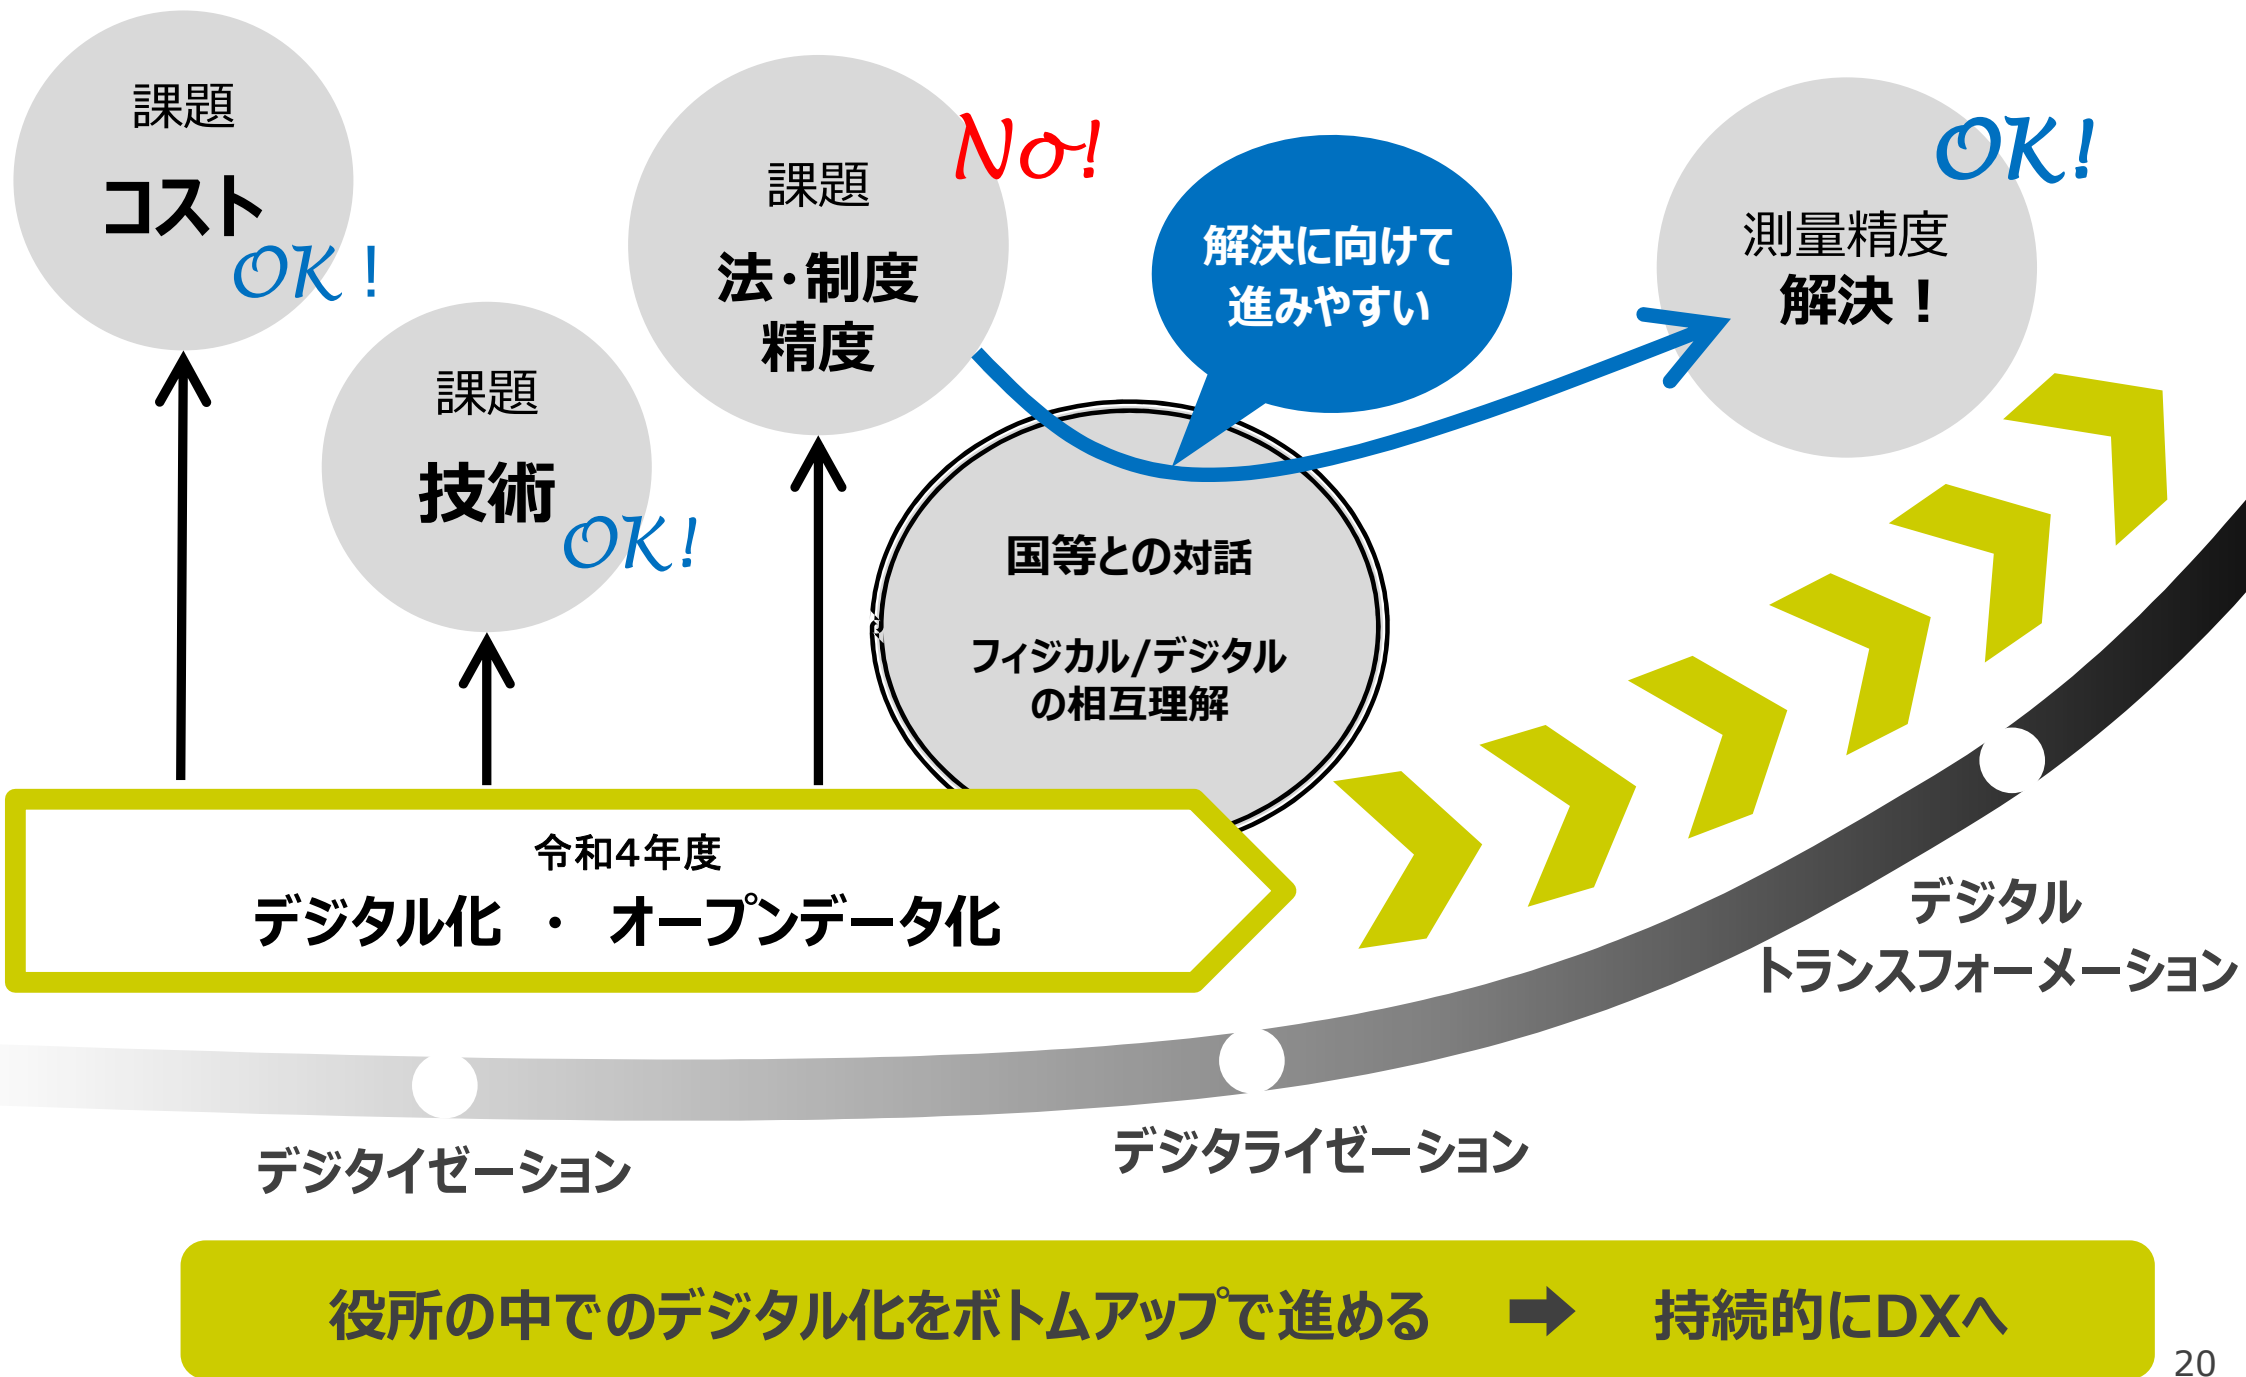 課題
コスト
OK！
課題
技術
OK!
課題
法・制度
精度
No!
解決に向けて
進みやすい
OK!
測量精度
解決！
国等との対話
フィジカル/デジタル
の相互理解
令和4年度
デジタル化 ・ オープンデータ化
デジタイゼーション
デジタライゼーション
デジタル
トランスフォーメーション
役所の中でのデジタル化をボトムアップで進める ➡ 持続的にDXへ
20